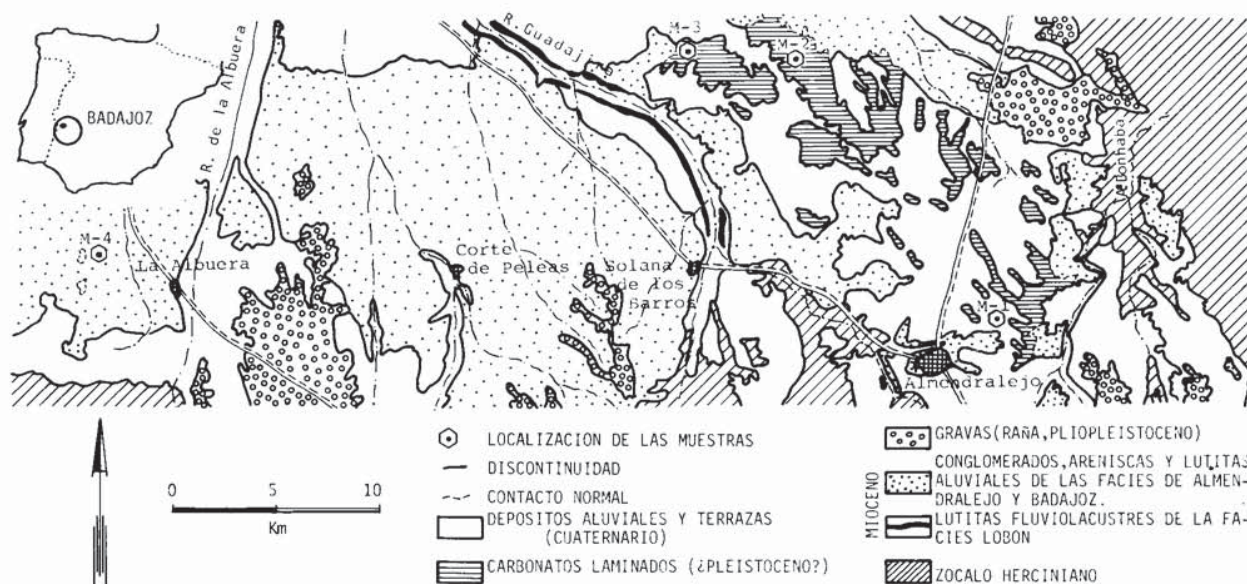 BADAJOZ
R. de la Albuera
R. Guadajira
M-3
M-2
M-4
La Albuera
Corte
de Peleas
Solana
de los
Barros
Almendralejo
LOCALIZACION DE LAS MUESTRAS
DISCONTINUIDAD
CONTACTO NORMAL
DEPOSITOS ALUVIALES Y TERRAZAS
(CUATERNARIO)
CARBONATOS LAMINADOS (¿PLEISTOCENO?)
0 5 10
Km
GRAVAS(RAÑA,PLIOPLEISTOCENO)
MIOCENO
CONGLOMERADOS,ARENISCAS Y LUTITAS
ALUVIALES DE LAS FACIES DE ALMEN-
DRALEJO Y BADAJOZ.
LUTITAS FLUVIOLACUSTRES DE LA FA-
CIES LOBON
ZOCALO HERCINIANO